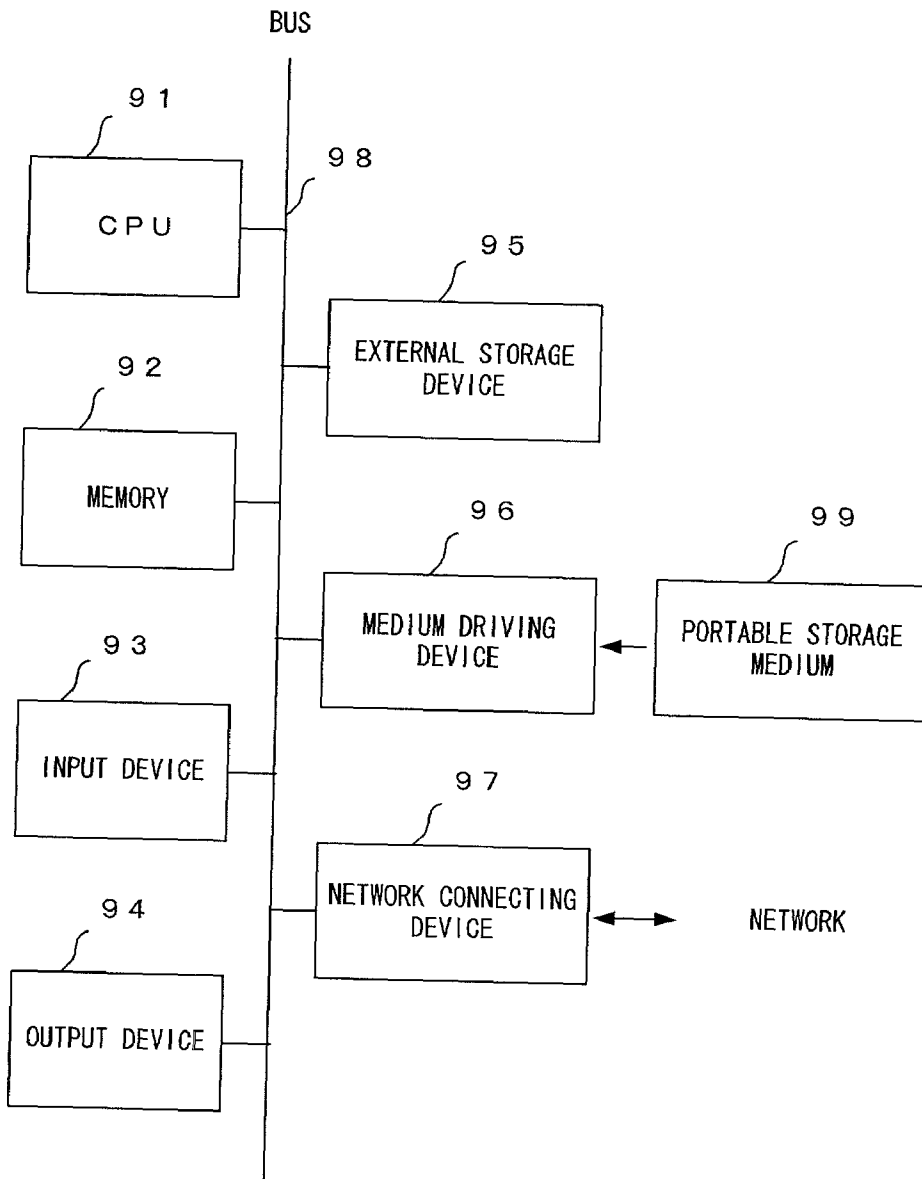 BUS
91
CPU
98
95
EXTERNAL STORAGE
DEVICE
92
MEMORY
96
MEDIUM DRIVING
DEVICE
99
PORTABLE STORAGE
MEDIUM
93
INPUT DEVICE
97
NETWORK CONNECTING
DEVICE
NETWORK
94
OUTPUT DEVICE